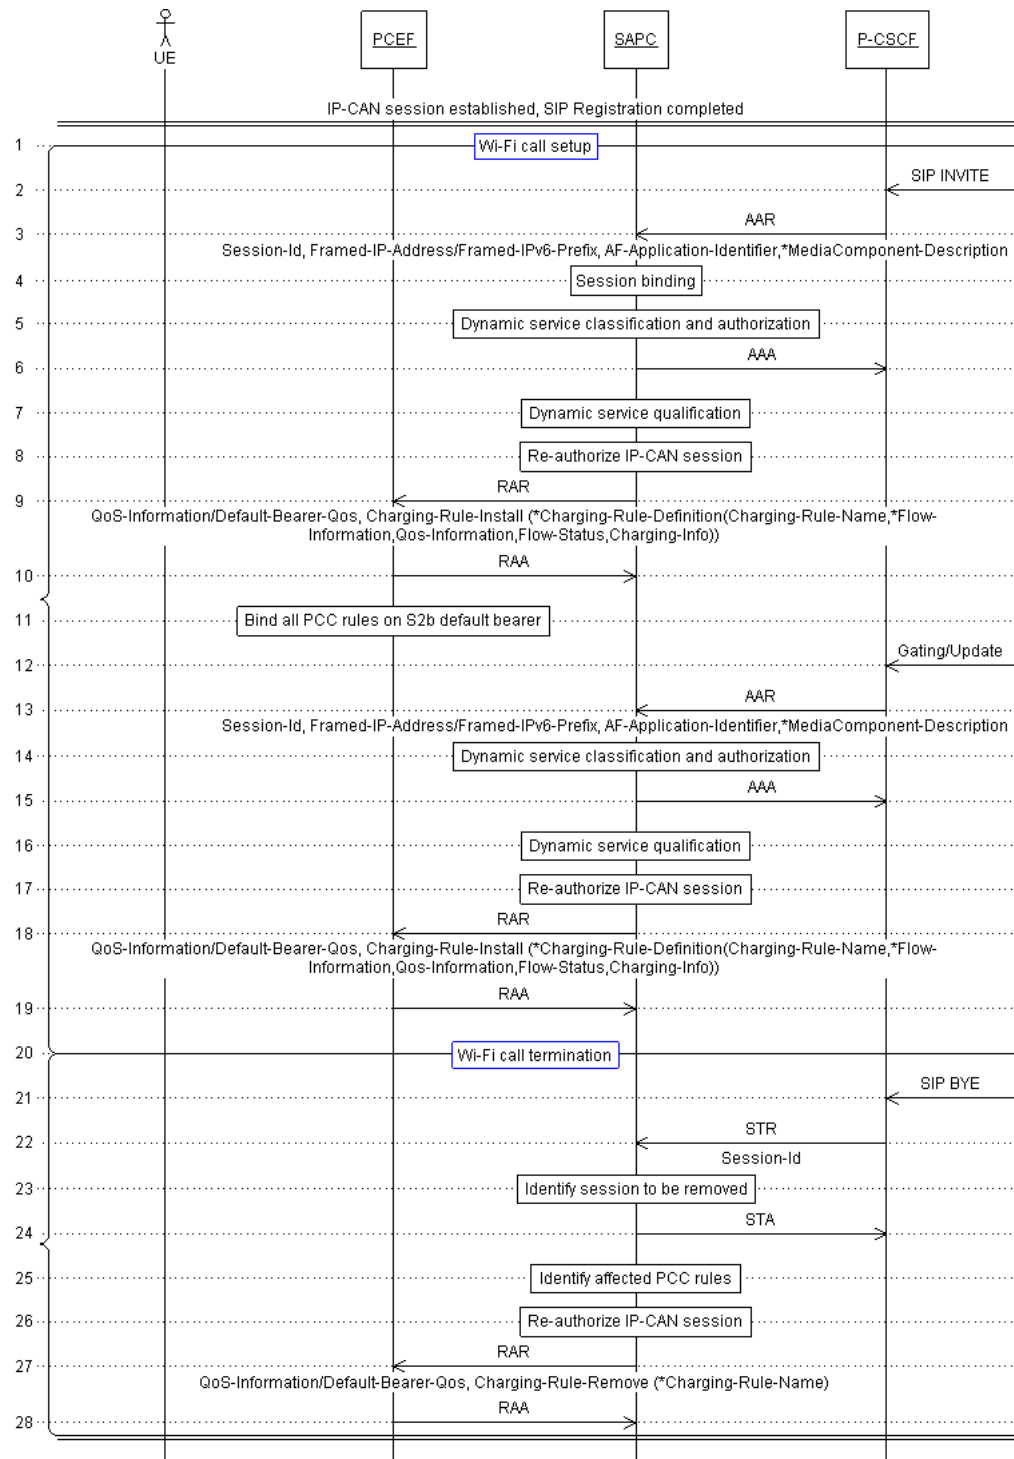 UE
PCEF
SAPC
P-CSCF
IP-CAN session established, SIP Registration completed
1
Wi-Fi call setup
2
SIP INVITE
3
AAR
Session-Id, Framed-IP-Address/Framed-IPv6-Prefix, AF-Application-Identifier,*MediaComponent-Description
4
Session binding
5
Dynamic service classification and authorization
6
AAA
7
Dynamic service qualification
8
Re-authorize IP-CAN session
9
RAR
QoS-Information/Default-Bearer-Qos, Charging-Rule-Install (*Charging-Rule-Definition(Charging-Rule-Name,*Flow-
Information,Qos-Information,Flow-Status,Charging-Info))
10
RAA
11
Bind all PCC rules on S2b default bearer
12
Gating/Update
13
AAR
Session-Id, Framed-IP-Address/Framed-IPv6-Prefix, AF-Application-Identifier,*MediaComponent-Description
14
Dynamic service classification and authorization
15
AAA
16
Dynamic service qualification
17
Re-authorize IP-CAN session
18
RAR
QoS-Information/Default-Bearer-Qos, Charging-Rule-Install (*Charging-Rule-Definition(Charging-Rule-Name,*Flow-
Information,Qos-Information,Flow-Status,Charging-Info))
19
RAA
20
Wi-Fi call termination
21
SIP BYE
22
STR
Session-Id
23
Identify session to be removed
24
STA
25
Identify affected PCC rules
26
Re-authorize IP-CAN session
27
RAR
QoS-Information/Default-Bearer-Qos, Charging-Rule-Remove (*Charging-Rule-Name)
28
RAA